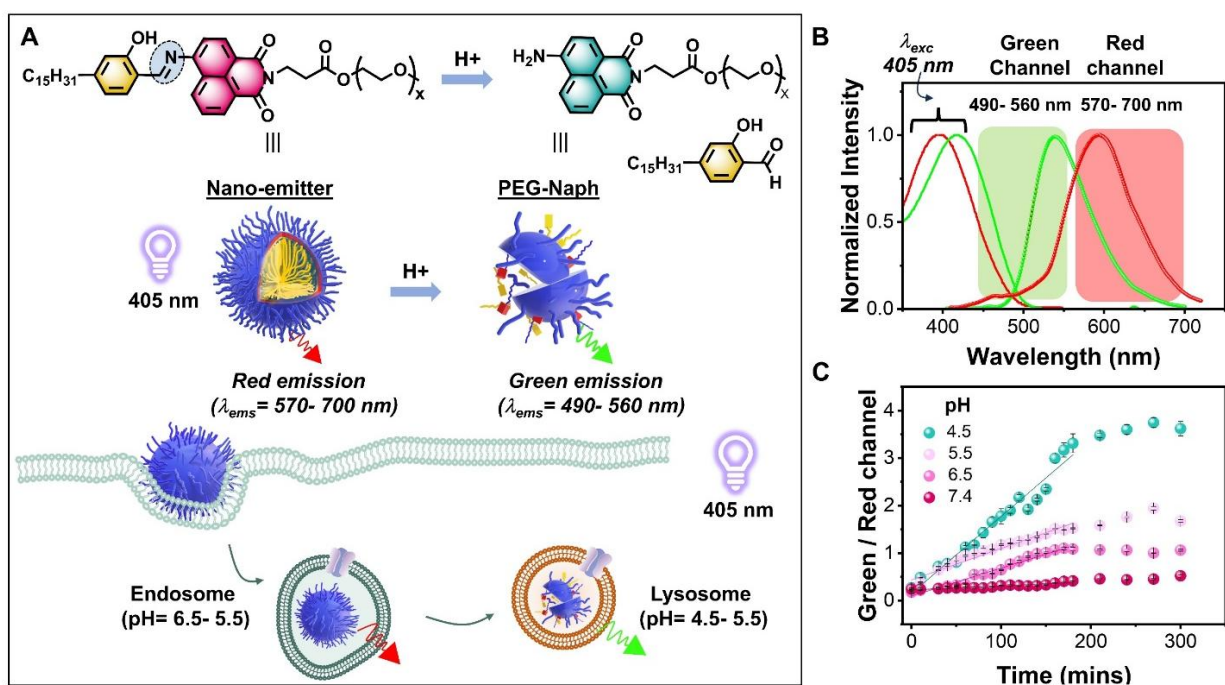 A
OH
N
C15H31
O
N
O
O
O
O
x
H+
H2N
O
N
O
O
O
O
x
OH
O
C15H31
H
Nano-emitter
PEG-Naph
405 nm
H+
Red emission
(λems= 570- 700 nm)
Green emission
(λems= 490- 560 nm)
405 nm
Endosome
(pH= 6.5- 5.5)
Lysosome
(pH= 4.5- 5.5)
B
λexc
405 nm
Green
Channel
Red
channel
490- 560 nm
570- 700 nm
Normalized Intensity
1.0
0.5
0.0
400
500
600
700
Wavelength (nm)
C
Green / Red channel
4
3
2
1
0
pH
4.5
5.5
6.5
7.4
0
100
200
300
Time (mins)